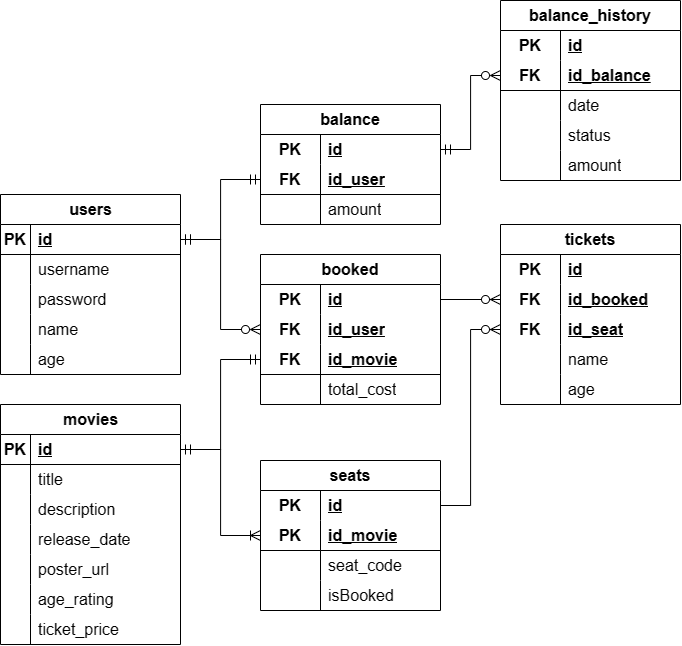 users
PK id
username
password
name
age
movies
PK id
title
description
release_date
poster_url
age_rating
ticket_price
balance
PK id
FK id_user
amount
booked
PK id
FK id_user
FK id_movie
total_cost
seats
PK id
PK id_movie
seat_code
isBooked
balance_history
PK id
FK id_balance
date
status
amount
tickets
PK id
FK id_booked
FK id_seat
name
age